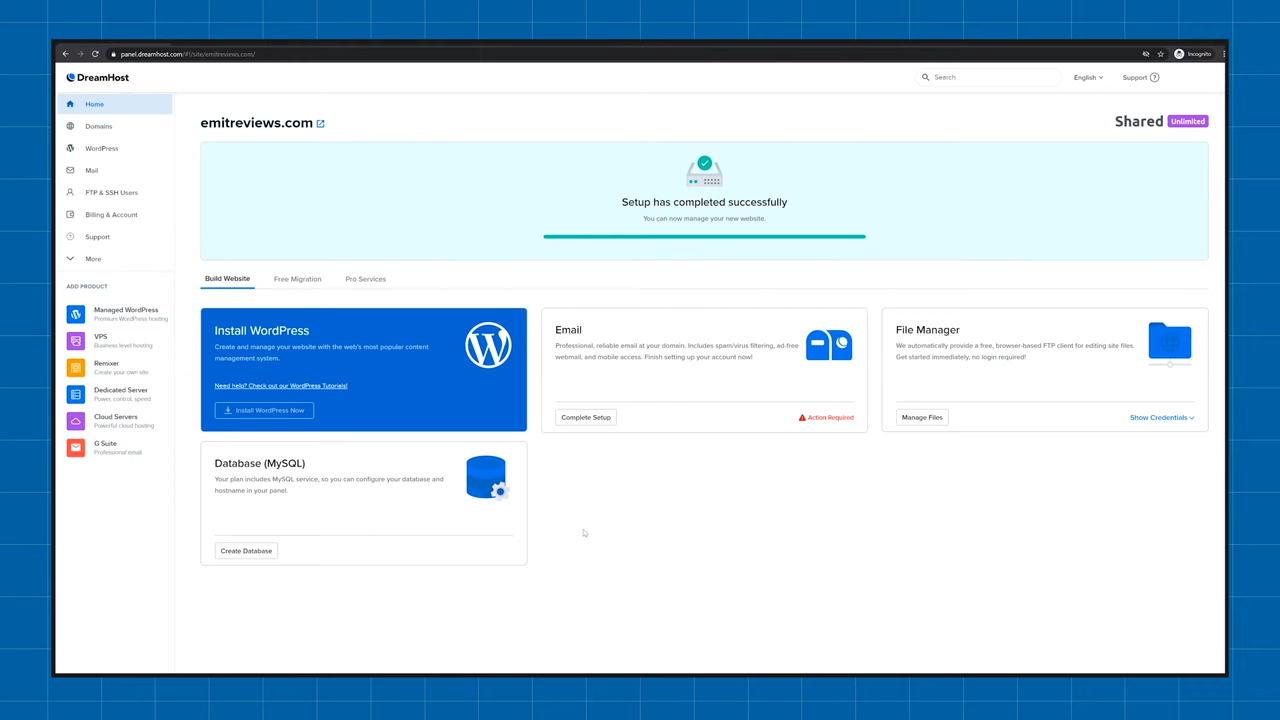 panel.dreamhost.com/#!/site/emitreviews.com/
Incognito
DreamHost
Search
English
Support
Home
Domains
WordPress
Mail
FTP & SSH Users
Billing & Account
Support
More
ADD PRODUCT
Managed WordPress
Premium WordPress hosting
VPS
Business level hosting
Remixer
Create your own site
Dedicated Server
Power, control, speed
Cloud Servers
Powerful cloud hosting
G Suite
Professional email
emitreviews.com
Shared Unlimited
Setup has completed successfully
You can now manage your new website.
Build Website Free Migration Pro Services
Install WordPress
Create and manage your website with the web's most popular content
management system.
Need help? Check out our WordPress Tutorials!
Install WordPress Now
Email
Professional, reliable email at your domain. Includes spam/virus filtering, ad-free
webmail, and mobile access. Finish setting up your account now!
Complete Setup
Action Required
File Manager
We automatically provide a free, browser-based FTP client for editing site files.
Get started immediately, no login required!
Manage Files
Show Credentials
Database (MySQL)
Your plan includes MySQL service, so you can configure your database and
hostname in your panel.
Create Database